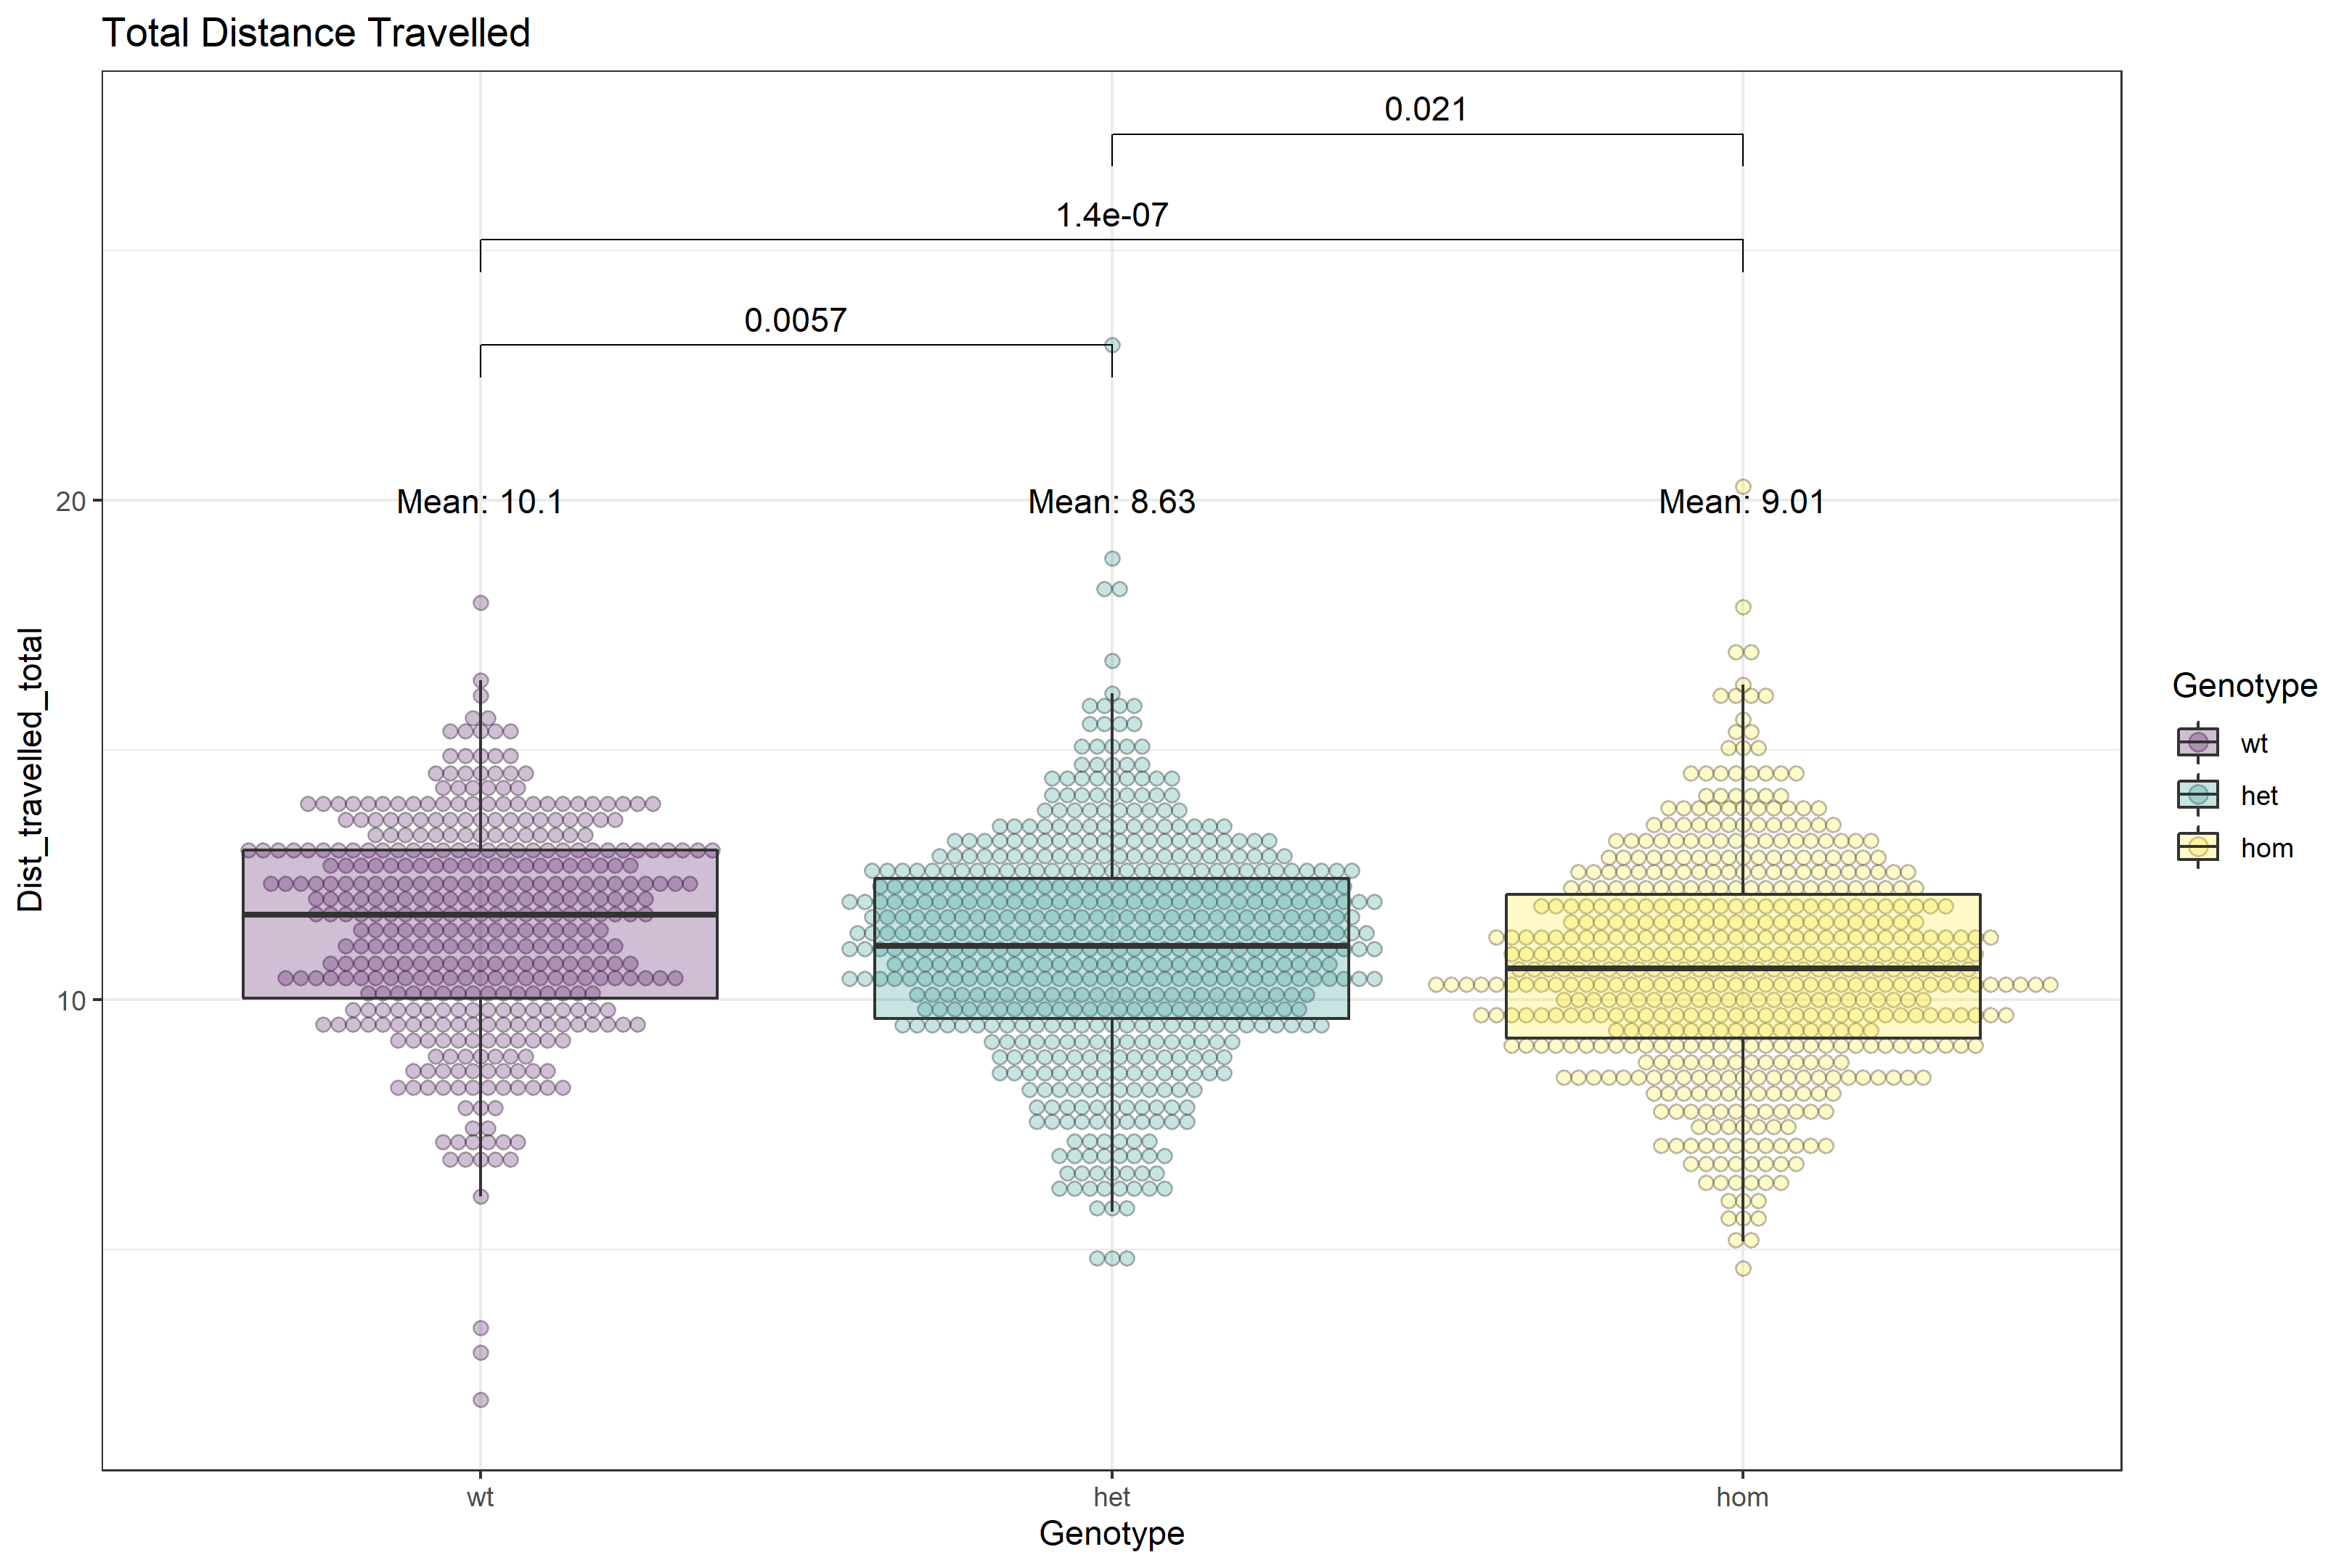 Total Distance Travelled
0.021
1.4e-07
0.0057
Mean: 10.1
Mean: 8.63
Mean: 9.01
20
10
Dist_travelled_total
wt
het
hom
Genotype
Genotype
wt
het
hom